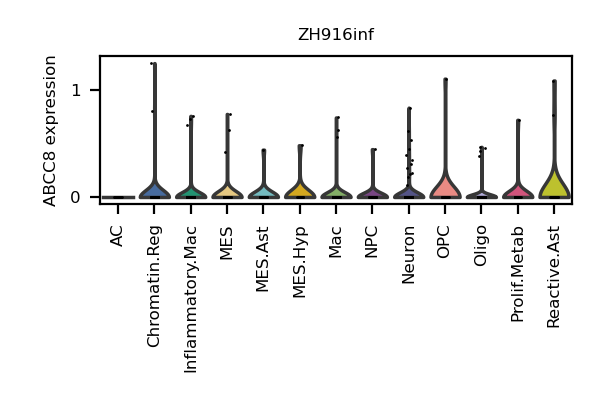 ZH916inf
ABCC8 expression
1
0
AC
Chromatin.Reg
Inflammatory.Mac
MES
MES.Ast
MES.Hyp
Mac
NPC
Neuron
OPC
Oligo
Prolif.Metab
Reactive.Ast